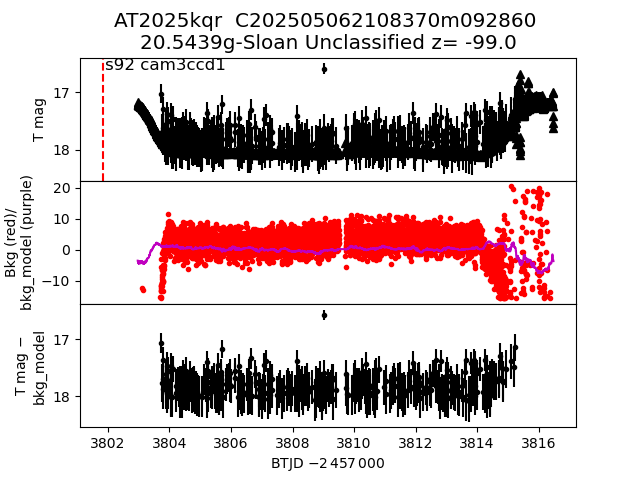 AT2025kqr  C202505062108370m092860
20.5439g-Sloan Unclassified z= -99.0
s92 cam3ccd1
T mag
17
18
Bkg (red)/
bkg_model (purple)
20
10
0
−10
T mag −
bkg_model
17
18
3802 3804 3806 3808 3810 3812 3814 3816
BTJD −2 457 000